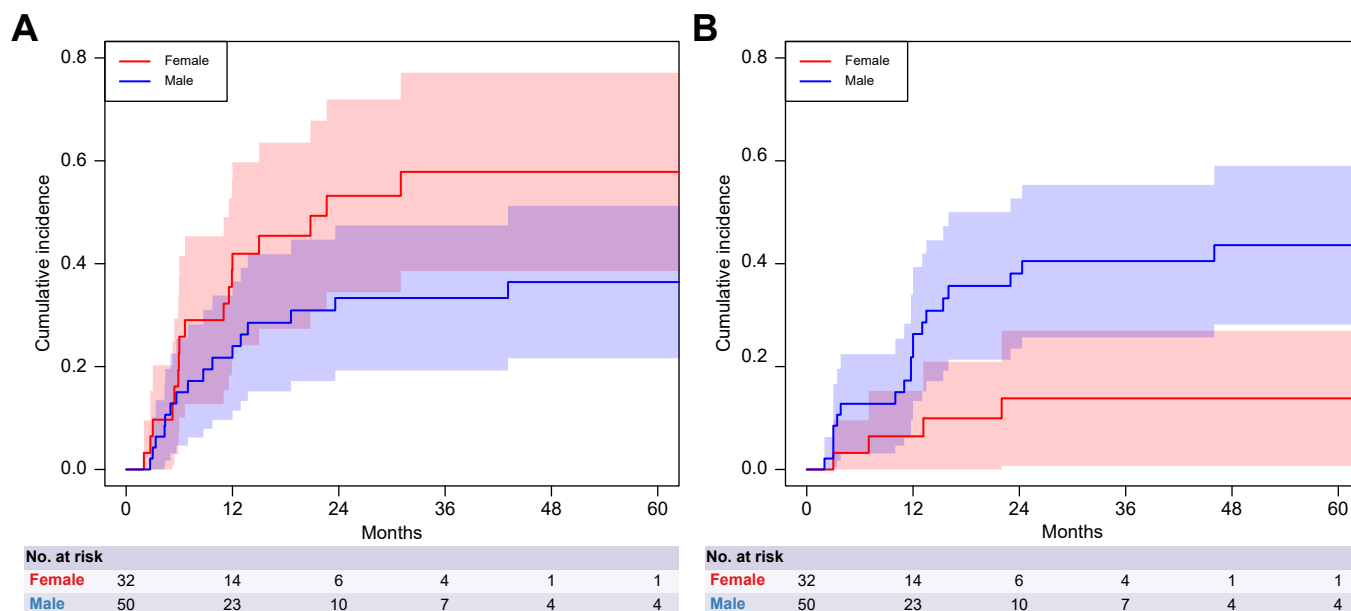 A
B
Female
Male
Female
Male
0.8
0.6
0.4
0.2
0.0
Cumulative incidence
0 12 24 36 48 60
Months
0.8
0.6
0.4
0.2
0.0
Cumulative incidence
0 12 24 36 48 60
Months
No. at risk
Female 32 14 6 4 1 1
Male 50 23 10 7 4 4
No. at risk
Female 32 14 6 4 1 1
Male 50 23 10 7 4 4